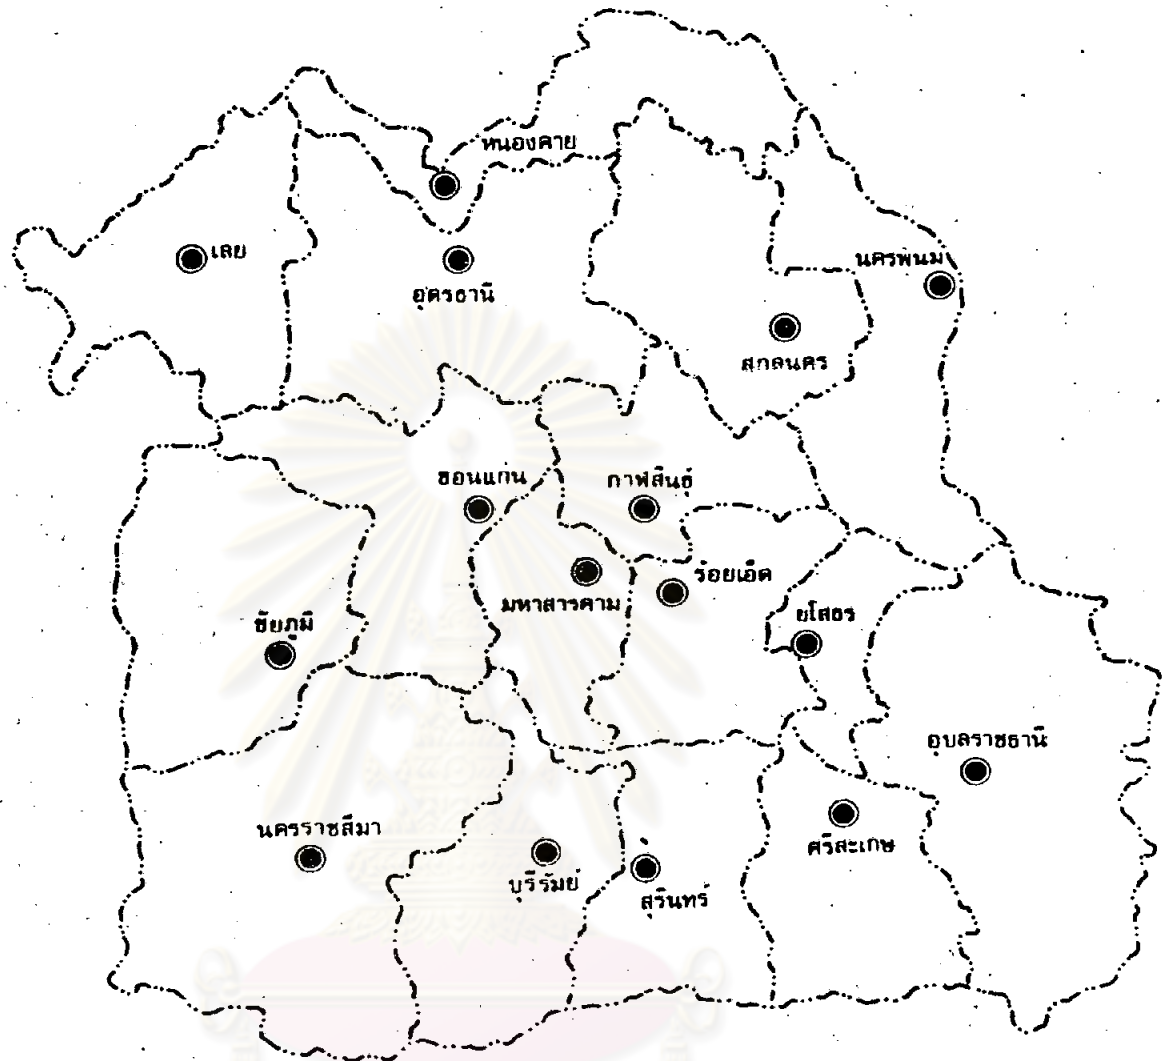 หนองคาย
เลย
อุดรธานี
นครพนม
สกลนคร
ขอนแก่น
กาฬสินธุ์
ร้อยเอ็ด
มหาสารคาม
ยโสธร
ชัยภูมิ
อุบลราชธานี
นครราชสีมา
ศรีสะเกษ
บุรีรัมย์
สุรินทร์